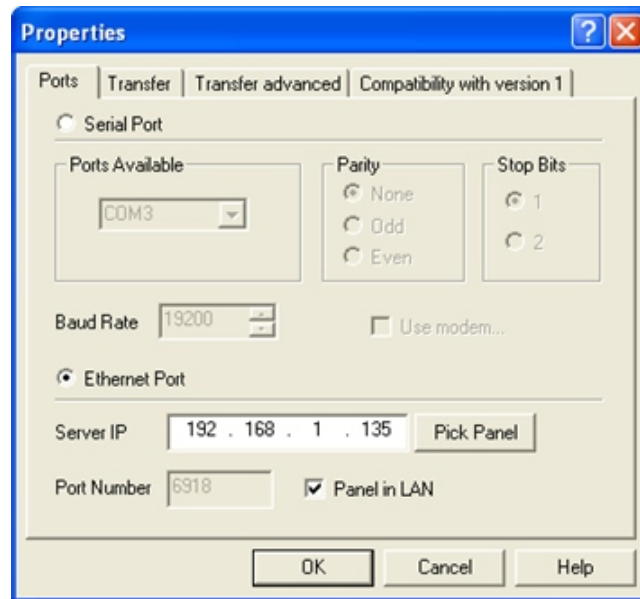 Properties
Ports Transfer Transfer advanced Compatibility with version 1
Serial Port
Ports Available Parity Stop Bits
COM3 None 1
Odd 2
Even
Baud Rate 19200 Use modem...
Ethernet Port
Server IP 192 . 168 . 1 . 135 Pick Panel
Port Number 6918 Panel in LAN
OK Cancel Help